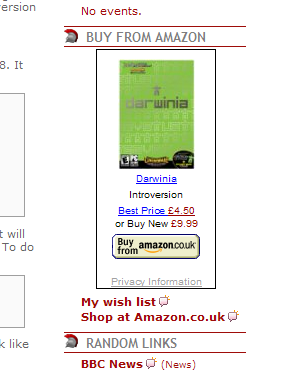 ersion
No events.
BUY FROM AMAZON
8. It
darwinia
PC
Darwinia
Introversion
Best Price £4.50
or Buy New £9.99
Buy
from amazon.co.uk
t will
To do
Privacy Information
My wish list
Shop at Amazon.co.uk
k like
RANDOM LINKS
BBC News (News)